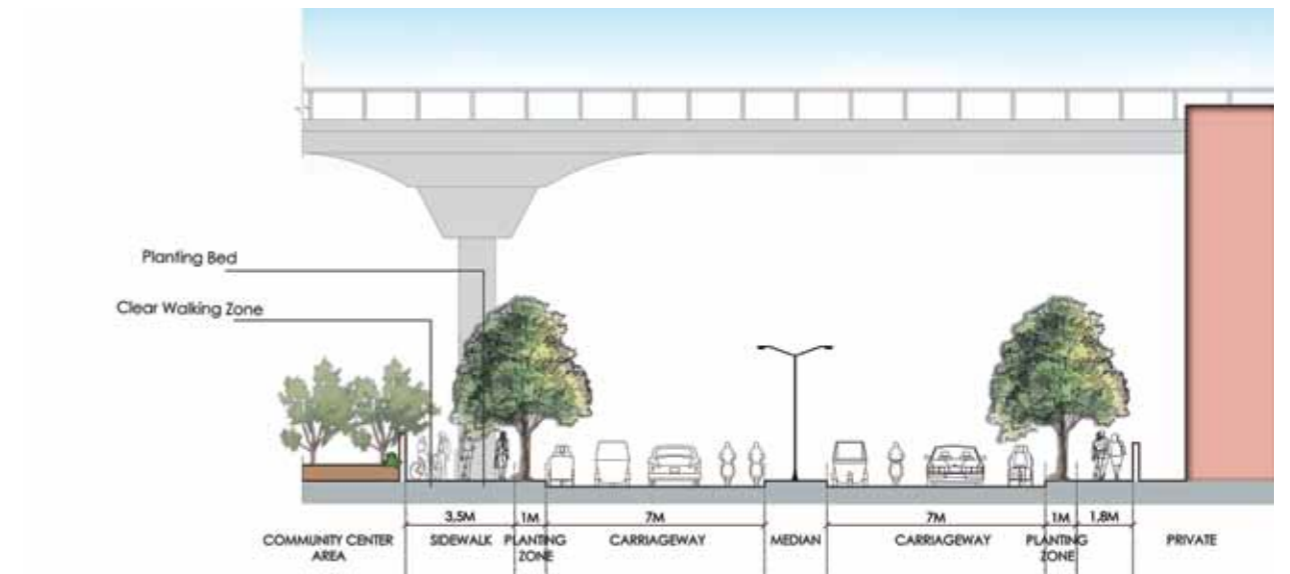 Planting Bed
Clear Walking Zone
3.5M 1M 7M 7M 1M 1.8M
COMMUNITY CENTER AREA SIDEWALK PLANTING ZONE CARRIAGEWAY MEDIAN CARRIAGEWAY PLANTING ZONE PRIVATE